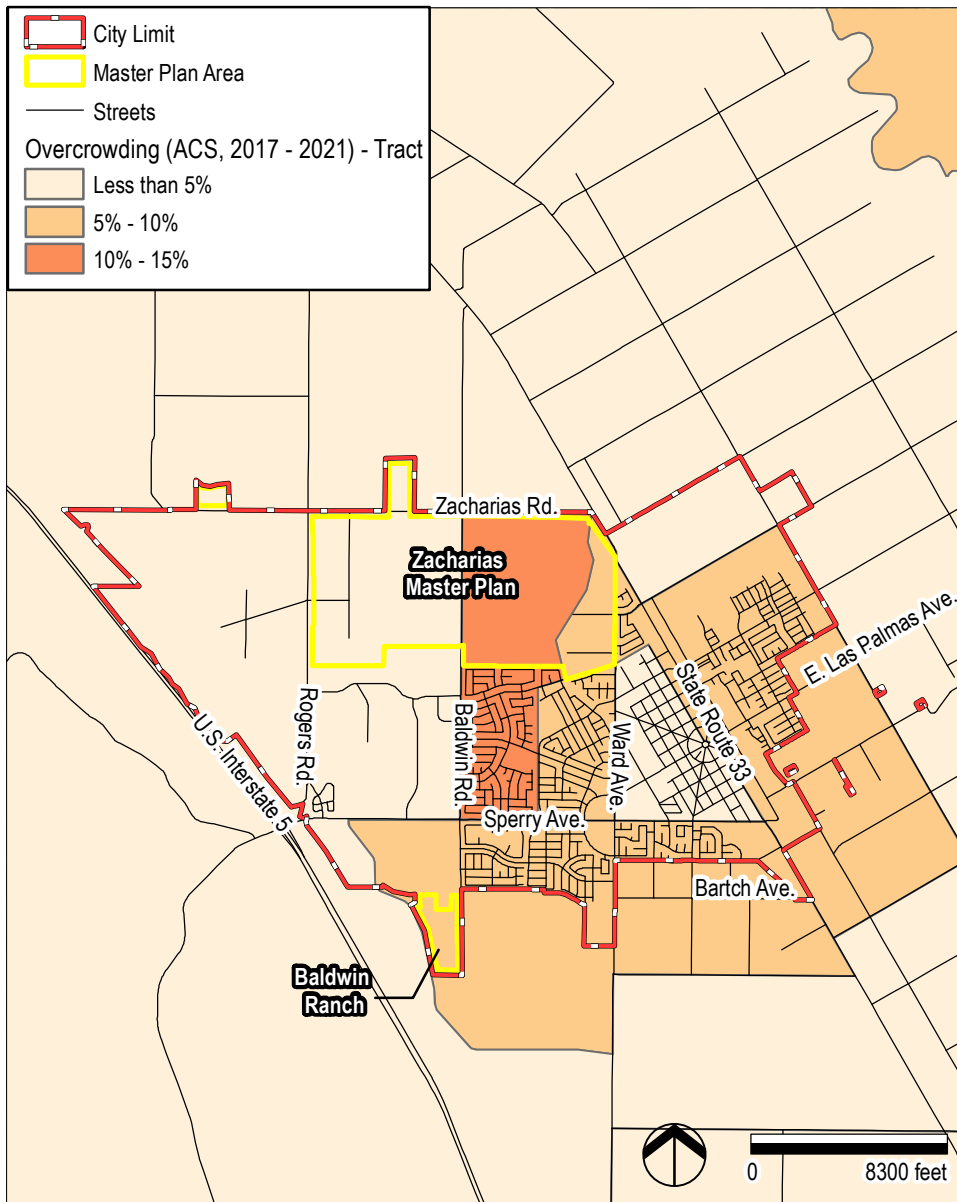 City Limit
Master Plan Area
Streets
Overcrowding (ACS, 2017 - 2021) - Tract
Less than 5%
5% - 10%
10% - 15%
Zacharias Rd.
Zacharias
Master Plan
E. Las Palmas Ave.
State Route 33
Rogers Rd.
Baldwin Rd.
Ward Ave.
U.S. Interstate 5
Sperry Ave.
Bartch Ave.
Baldwin
Ranch
0
8300 feet